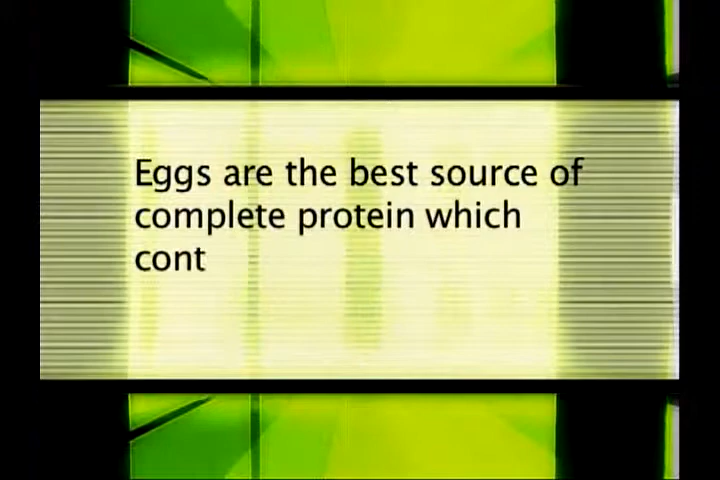 Eggs are the best source of
complete protein which
cont